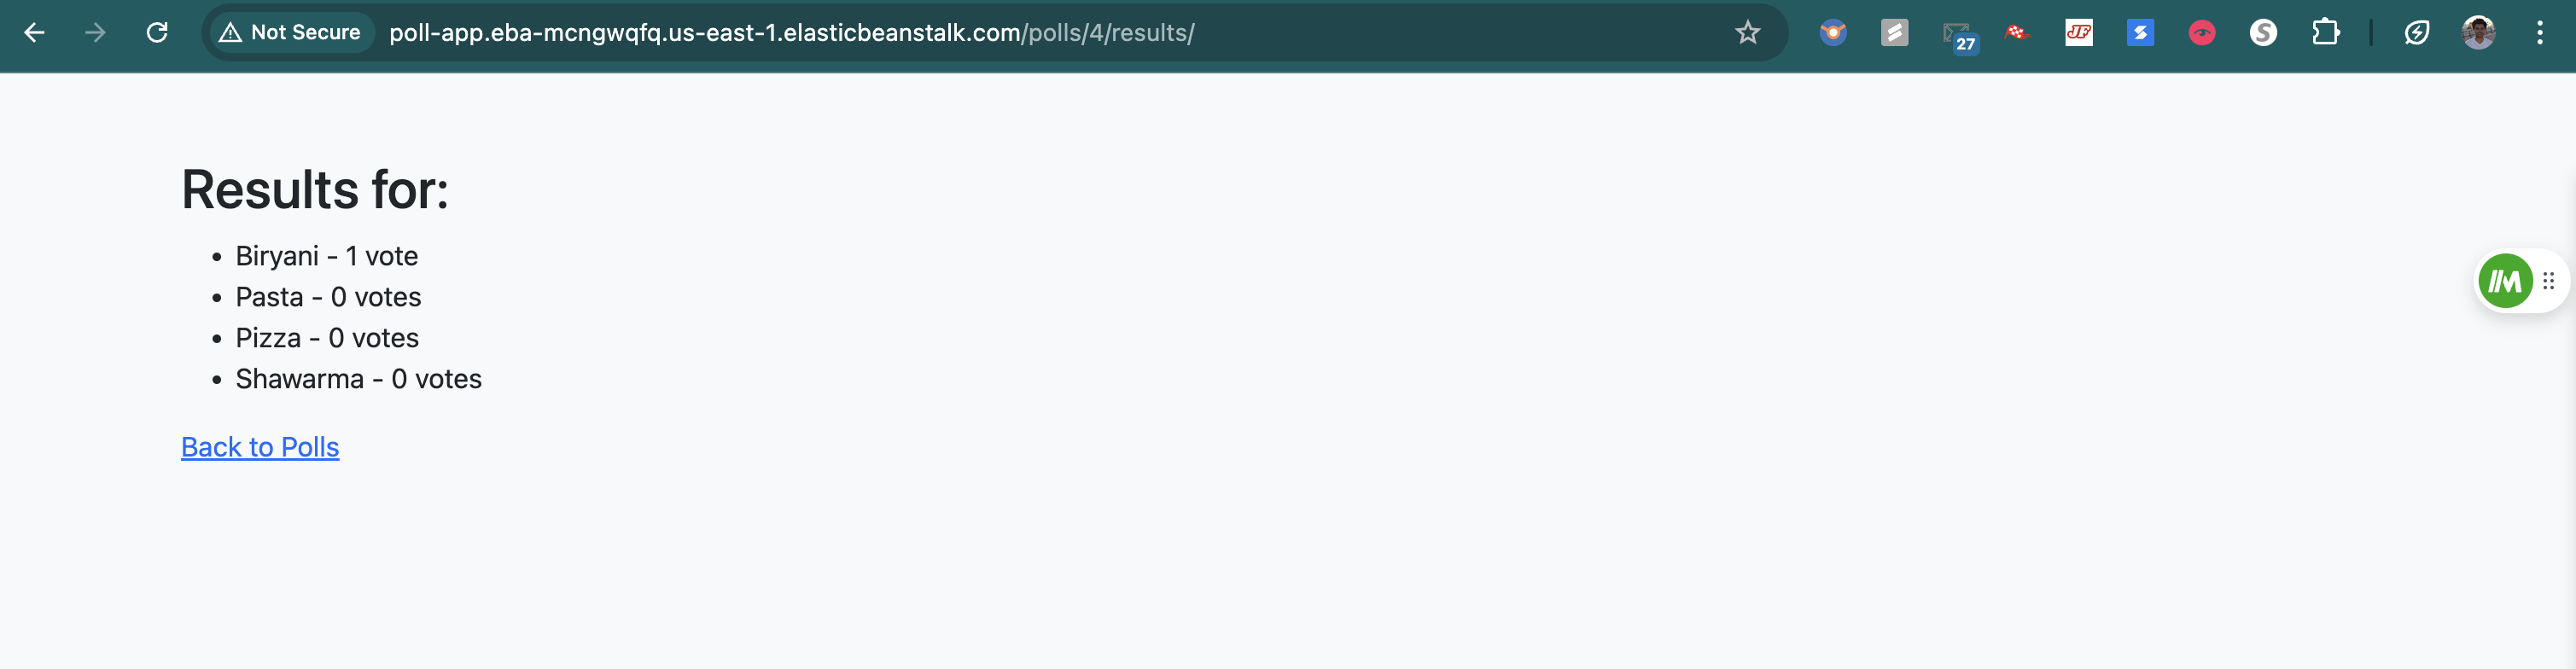 Not Secure poll-app.eba-mcngwqfq.us-east-1.elasticbeanstalk.com/polls/4/results/
27
JF
S
S
Results for:
Biryani - 1 vote
Pasta - 0 votes
Pizza - 0 votes
Shawarma - 0 votes
Back to Polls